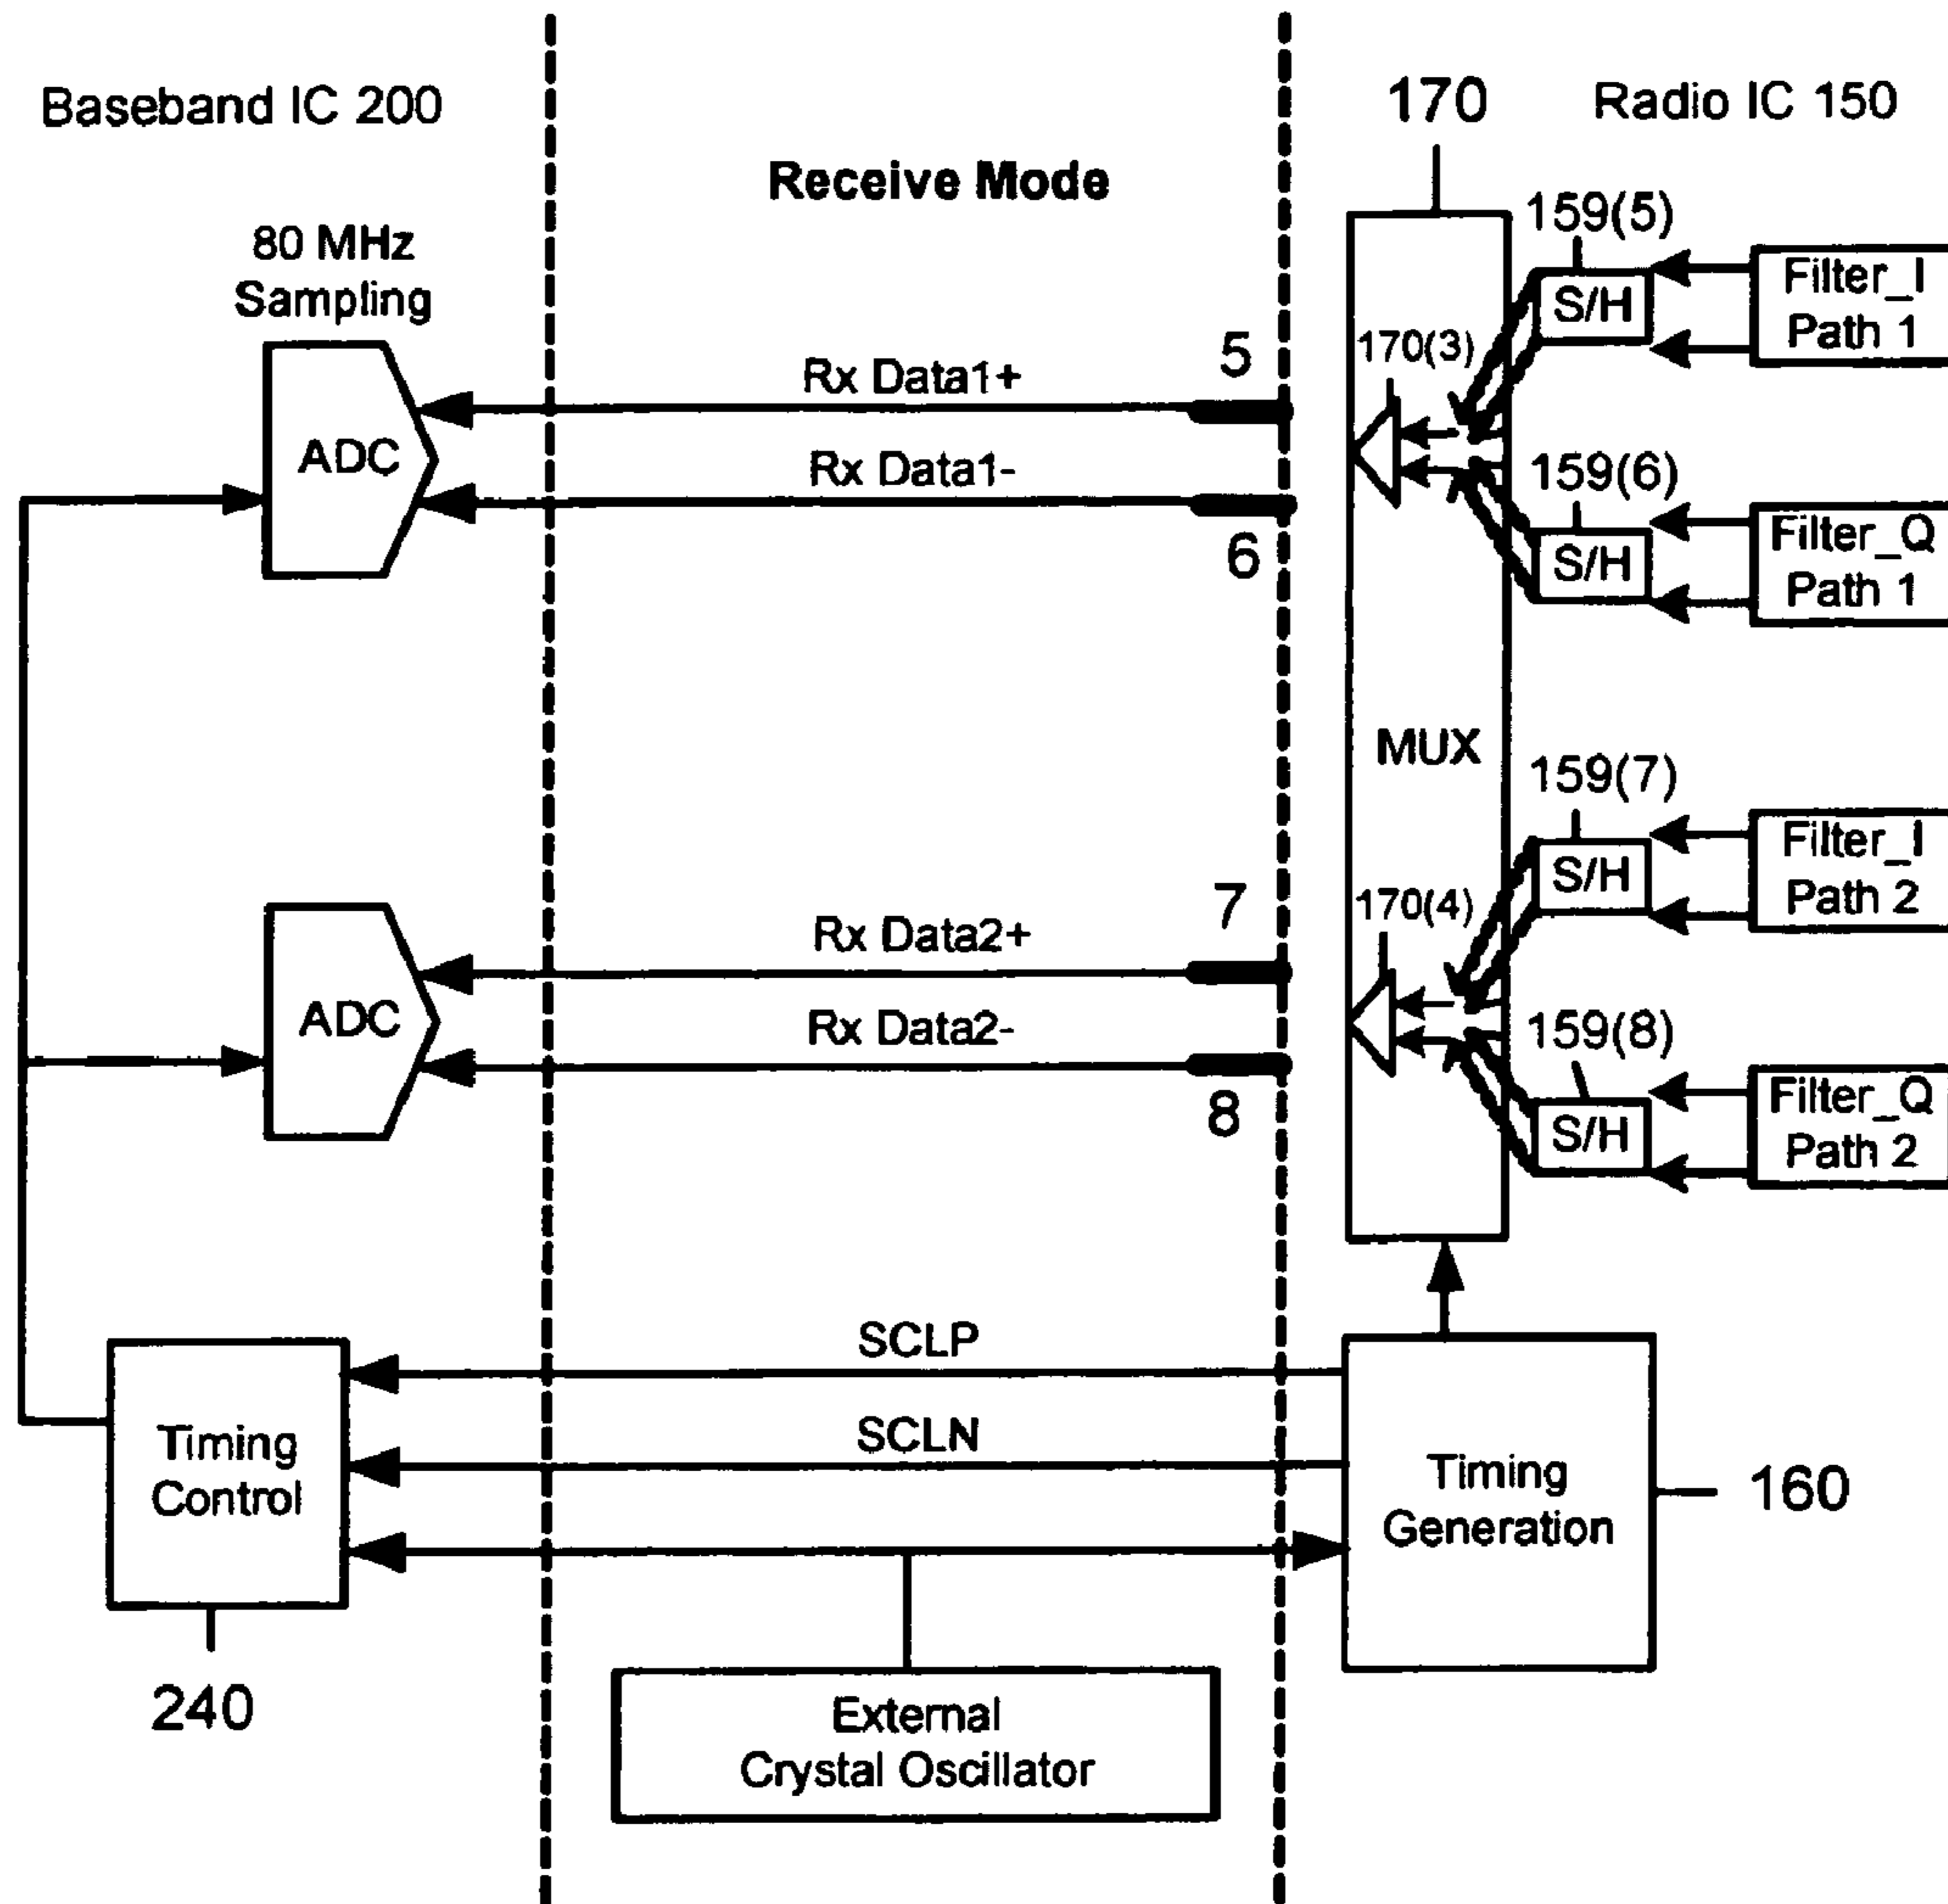 Baseband IC 200
170
Radio IC 150
Receive Mode
80 MHz
Sampling
159(5)
Filter_I
Path 1
S/H
170(3)
5
Rx Data1+
ADC
Rx Data1-
6
159(6)
Filter_Q
Path 1
S/H
MUX
159(7)
Filter_I
Path 2
S/H
170(4)
7
Rx Data2+
ADC
Rx Data2-
8
159(8)
Filter_Q
Path 2
S/H
SCLP
SCLN
Timing
Control
Timing
Generation
160
240
External
Crystal Oscillator